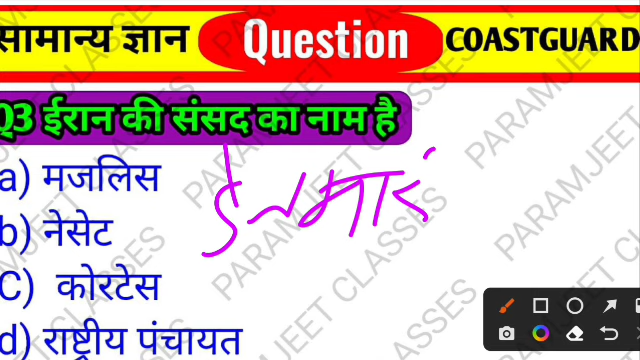 सामान्य ज्ञान Question COASTGUARD
Q3 ईरान की संसद का नाम है
a) मजलिस
b) नेसेट
C) कोरटेस
d) राष्ट्रीय पंचायत
PARAMJEET CLASSES